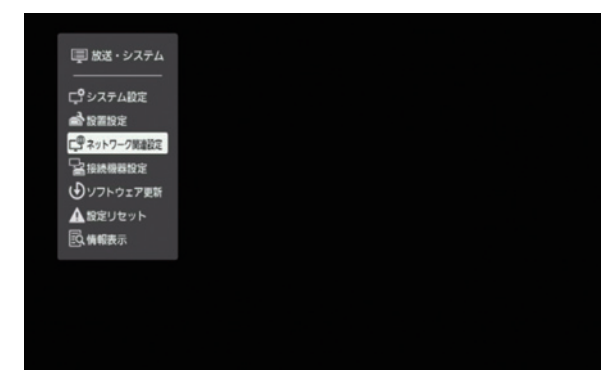 放送・システム
システム設定
設置設定
ネットワーク関連設定
接続機器設定
ソフトウェア更新
設定リセット
情報表示